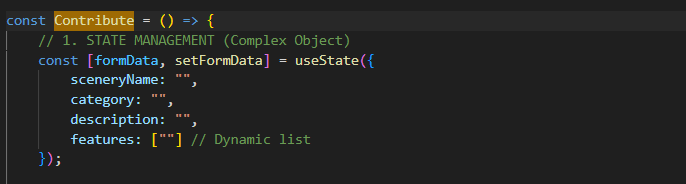 const Contribute = () => {
// 1. STATE MANAGEMENT (Complex Object)
const [formData, setFormData] = useState({
sceneryName: "",
category: "",
description: "",
features: [""] // Dynamic list
});